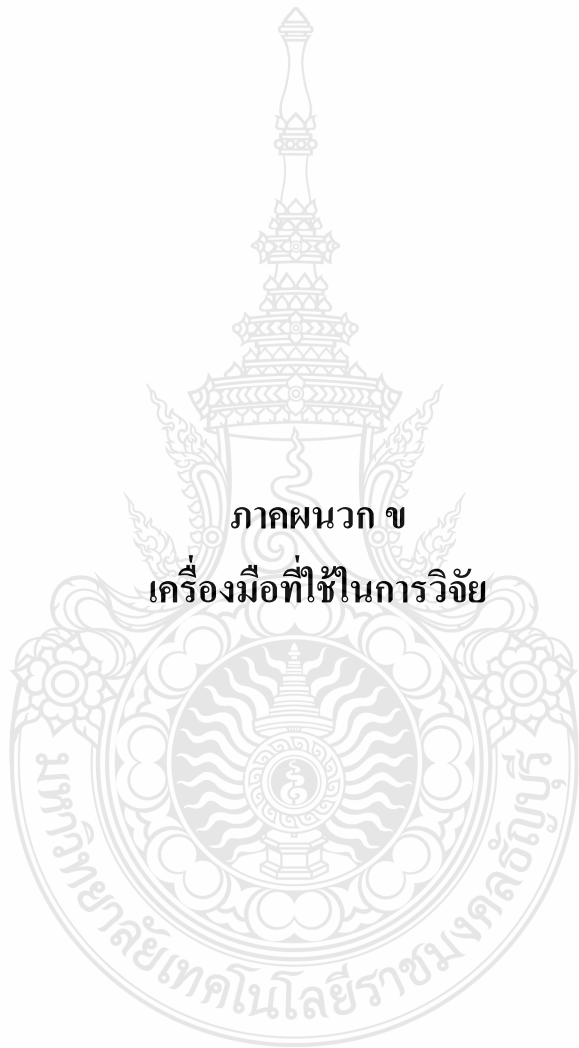 ภาคผนวก ข
เครื่องมือที่ใช้ในการวิจัย
มหาวิทยาลัยเทคโนโลยีราชมงคลธัญบุรี